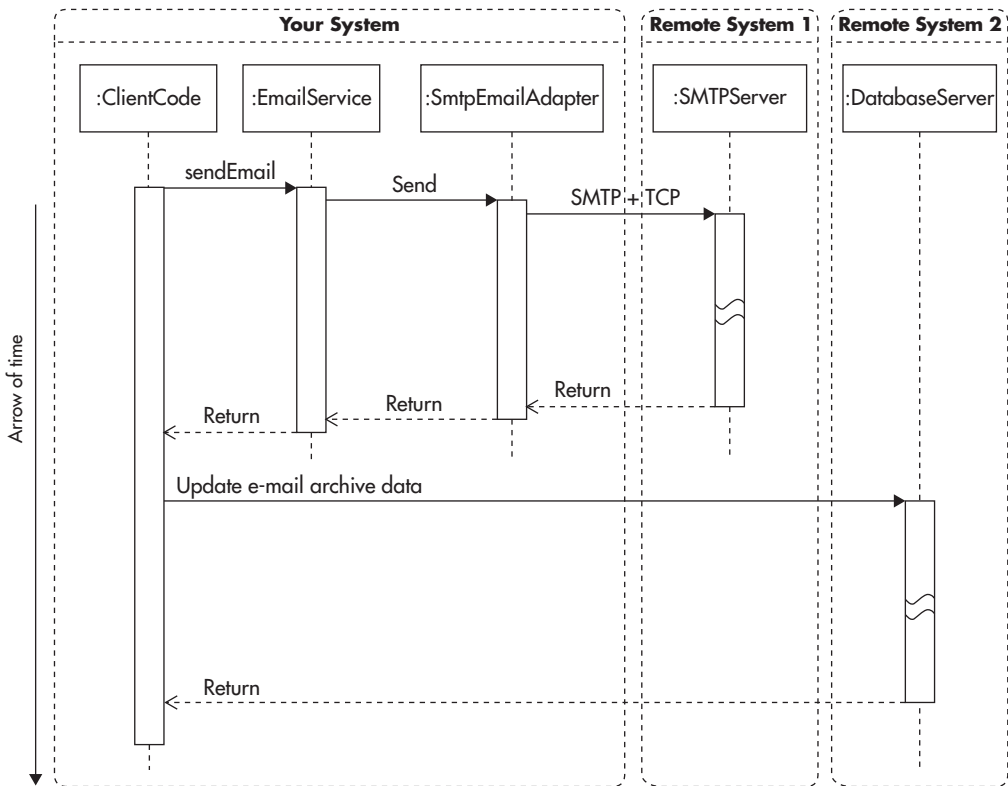 Your System
Remote System 1
Remote System 2
:ClientCode
:EmailService
:SmtpEmailAdapter
:SMTPServer
:DatabaseServer
sendEmail
Send
SMTP + TCP
Arrow of time
Return
Return
Return
Update e-mail archive data
Return